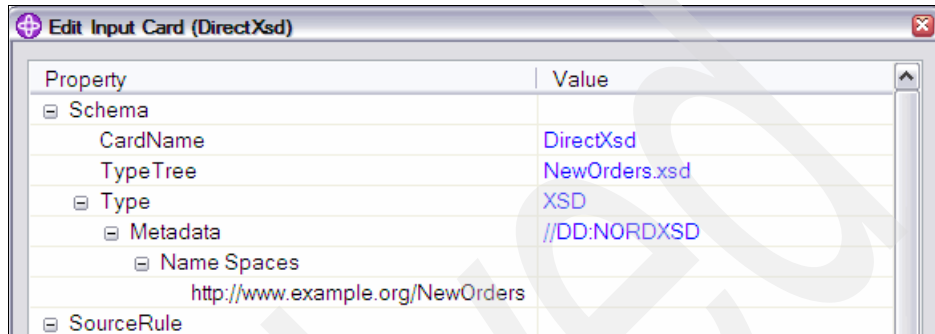 Edit Input Card (DirectXsd)
Property Value
Schema
CardName DirectXsd
TypeTree NewOrders.xsd
Type XSD
Metadata //DD:NORDXSD
Name Spaces
http://www.example.org/NewOrders
SourceRule